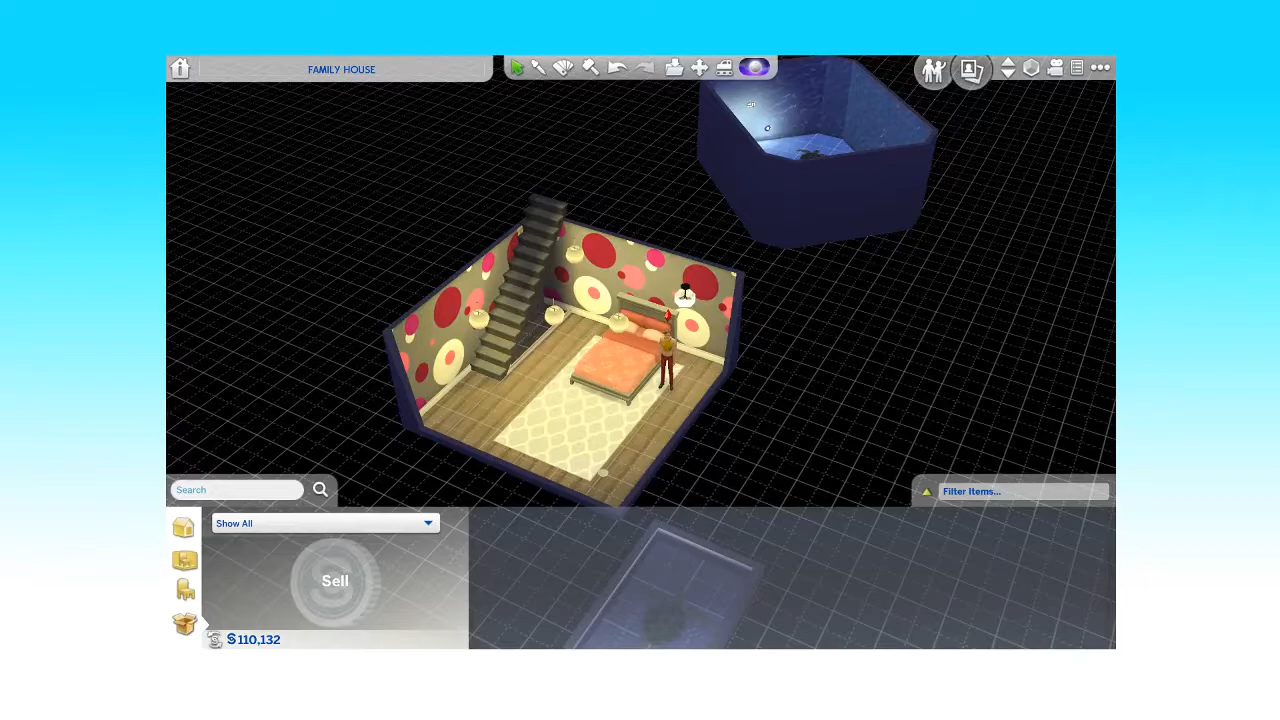 FAMILY HOUSE
Search
Filter Items...
Show All
Sell
§ 110,132